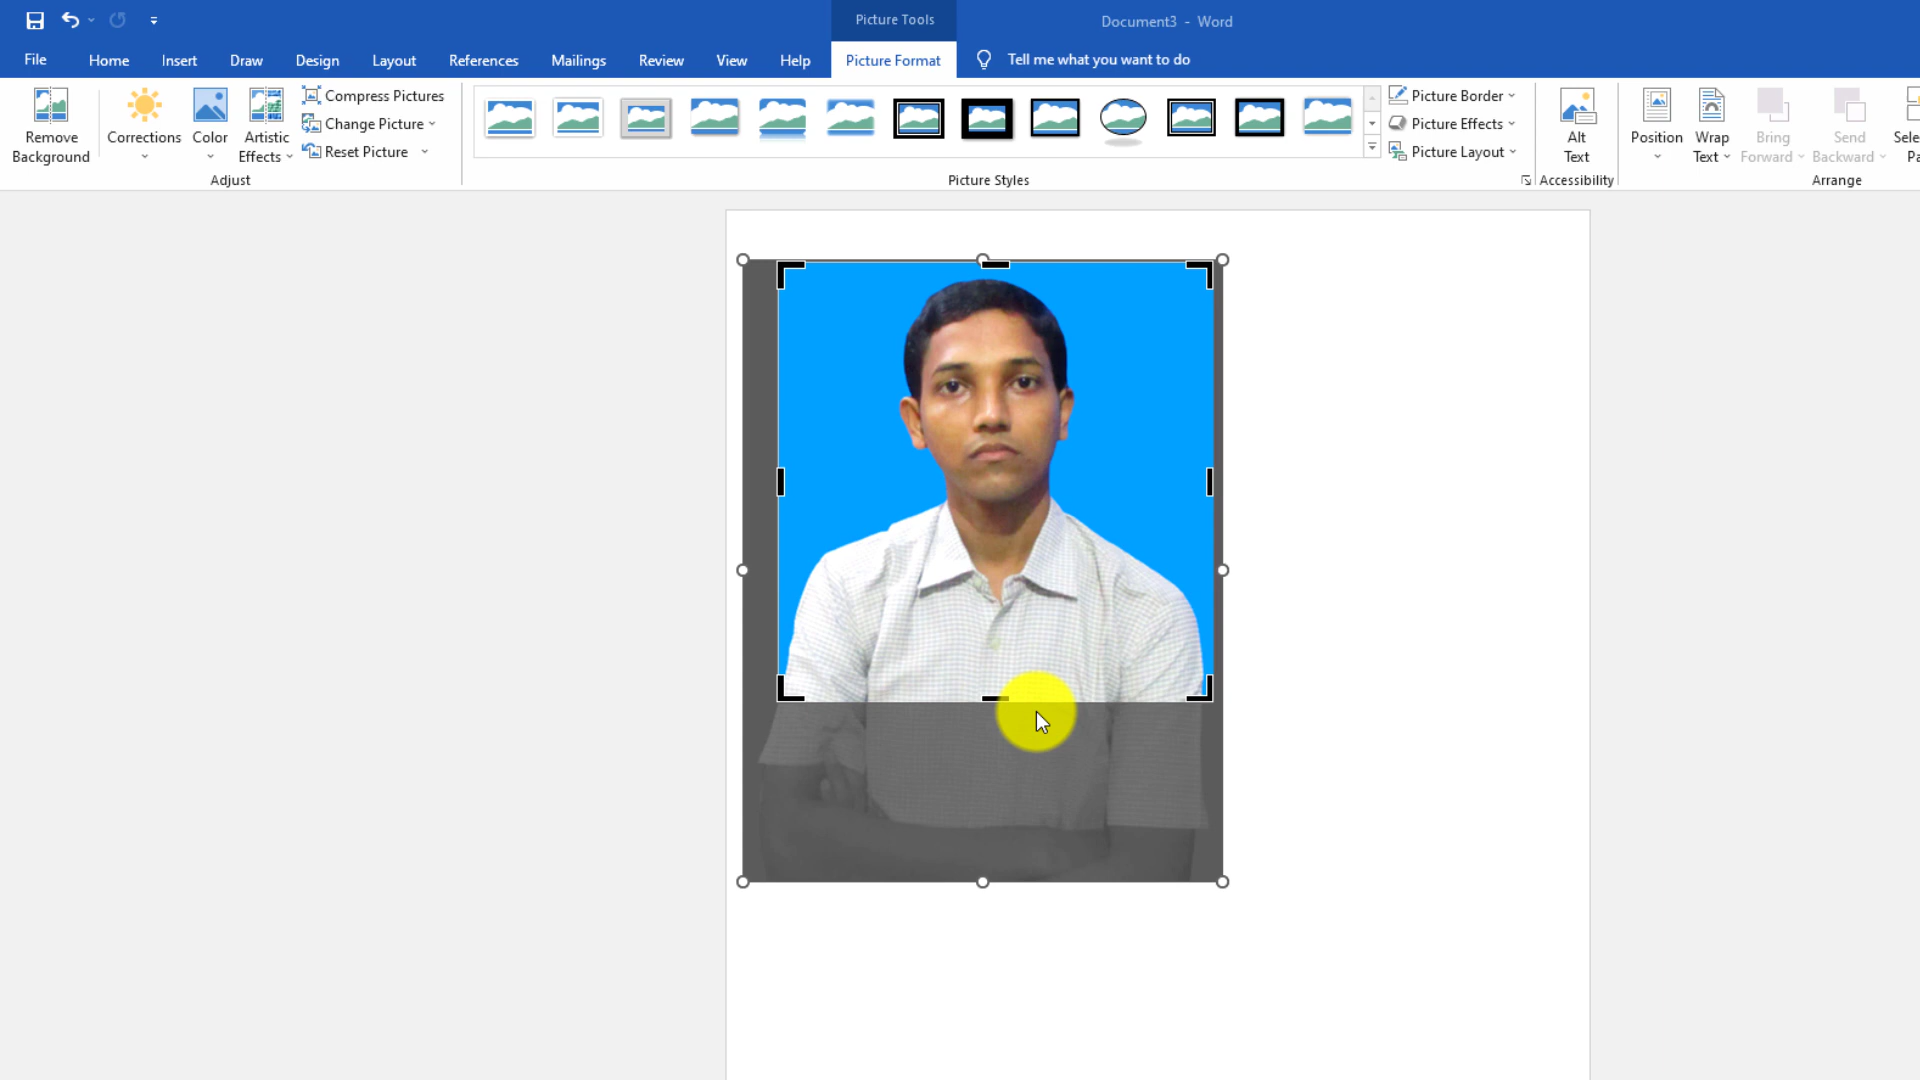 Picture Tools
Document3 - Word
File Home Insert Draw Design Layout References Mailings Review View Help Picture Format Tell me what you want to do
Remove Background
Corrections
Color
Artistic Effects
Compress Pictures
Change Picture
Reset Picture
Adjust
Picture Styles
Picture Border
Picture Effects
Picture Layout
Alt Text
Accessibility
Position
Wrap Text
Bring Forward
Send Backward
Arrange